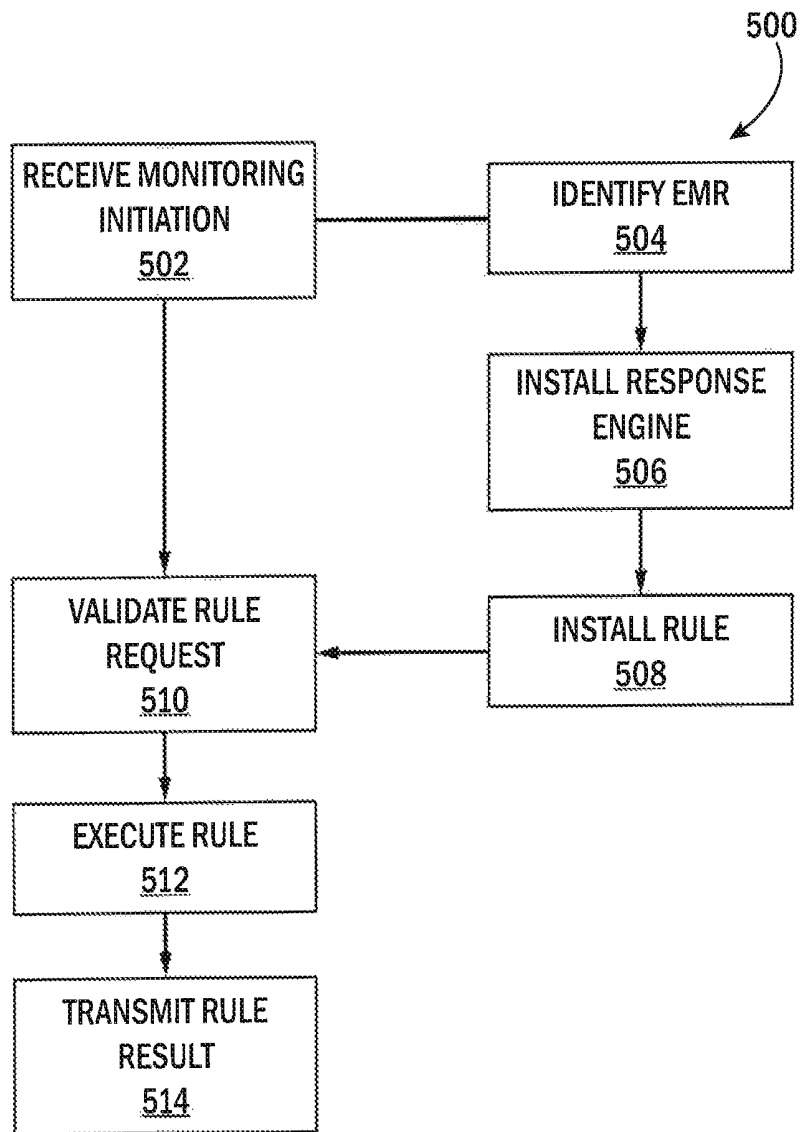 500
RECEIVE MONITORING
INITIATION
502
IDENTIFY EMR
504
INSTALL RESPONSE
ENGINE
506
INSTALL RULE
508
VALIDATE RULE
REQUEST
510
EXECUTE RULE
512
TRANSMIT RULE
RESULT
514